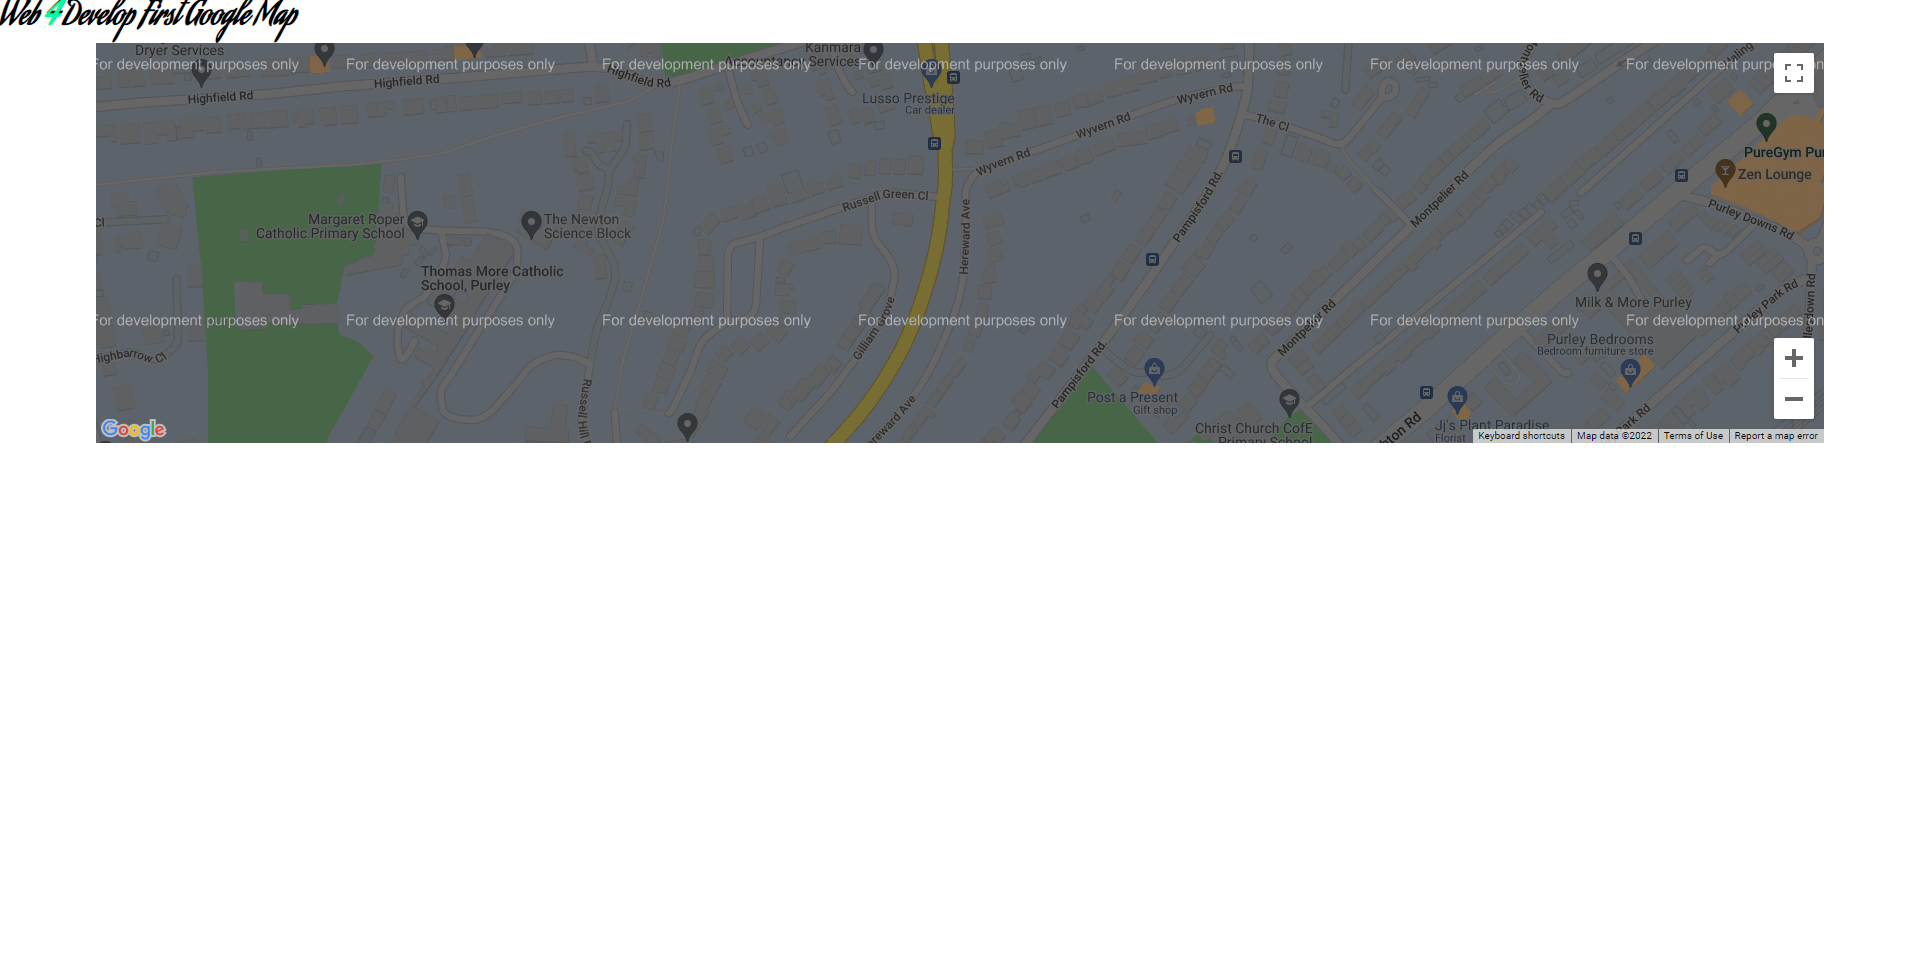 Web 4 Develop First Google Map
Dryer Services
Kanmara
Accountancy Services
For development purposes only
For development purposes only
For development purposes only
For development purposes only
For development purposes only
For development purposes only
For development purposes on
Highfield Rd
Highfield Rd
Highfield Rd
Lusso Prestige
Car dealer
Wyvern Rd
Wyvern Rd
Wyvern Rd
The Cl
PureGym Pu
Zen Lounge
Montpelier Rd
Purley Downs Rd
Pampisford Rd.
Russell Green Cl
Hereward Ave
Cl
Margaret Roper
Catholic Primary School
The Newton
Science Block
Thomas More Catholic
School, Purley
Milk & More Purley
Purley Park Rd
For development purposes only
For development purposes only
For development purposes only
For development purposes only
For development purposes only
For development purposes only
For development purposes on
Gilliam Grove
Montpelier Rd
Highbarrow Cl
Purley Bedrooms
Bedroom furniture store
Pampisford Rd.
Russell Hill
Post a Present
Gift shop
ereward Ave
Christ Church CofE
Primary School
Jj's Plant Paradise
Florist
hton Rd
Park Rd
Google
Keyboard shortcuts
Map data ©2022
Terms of Use
Report a map error